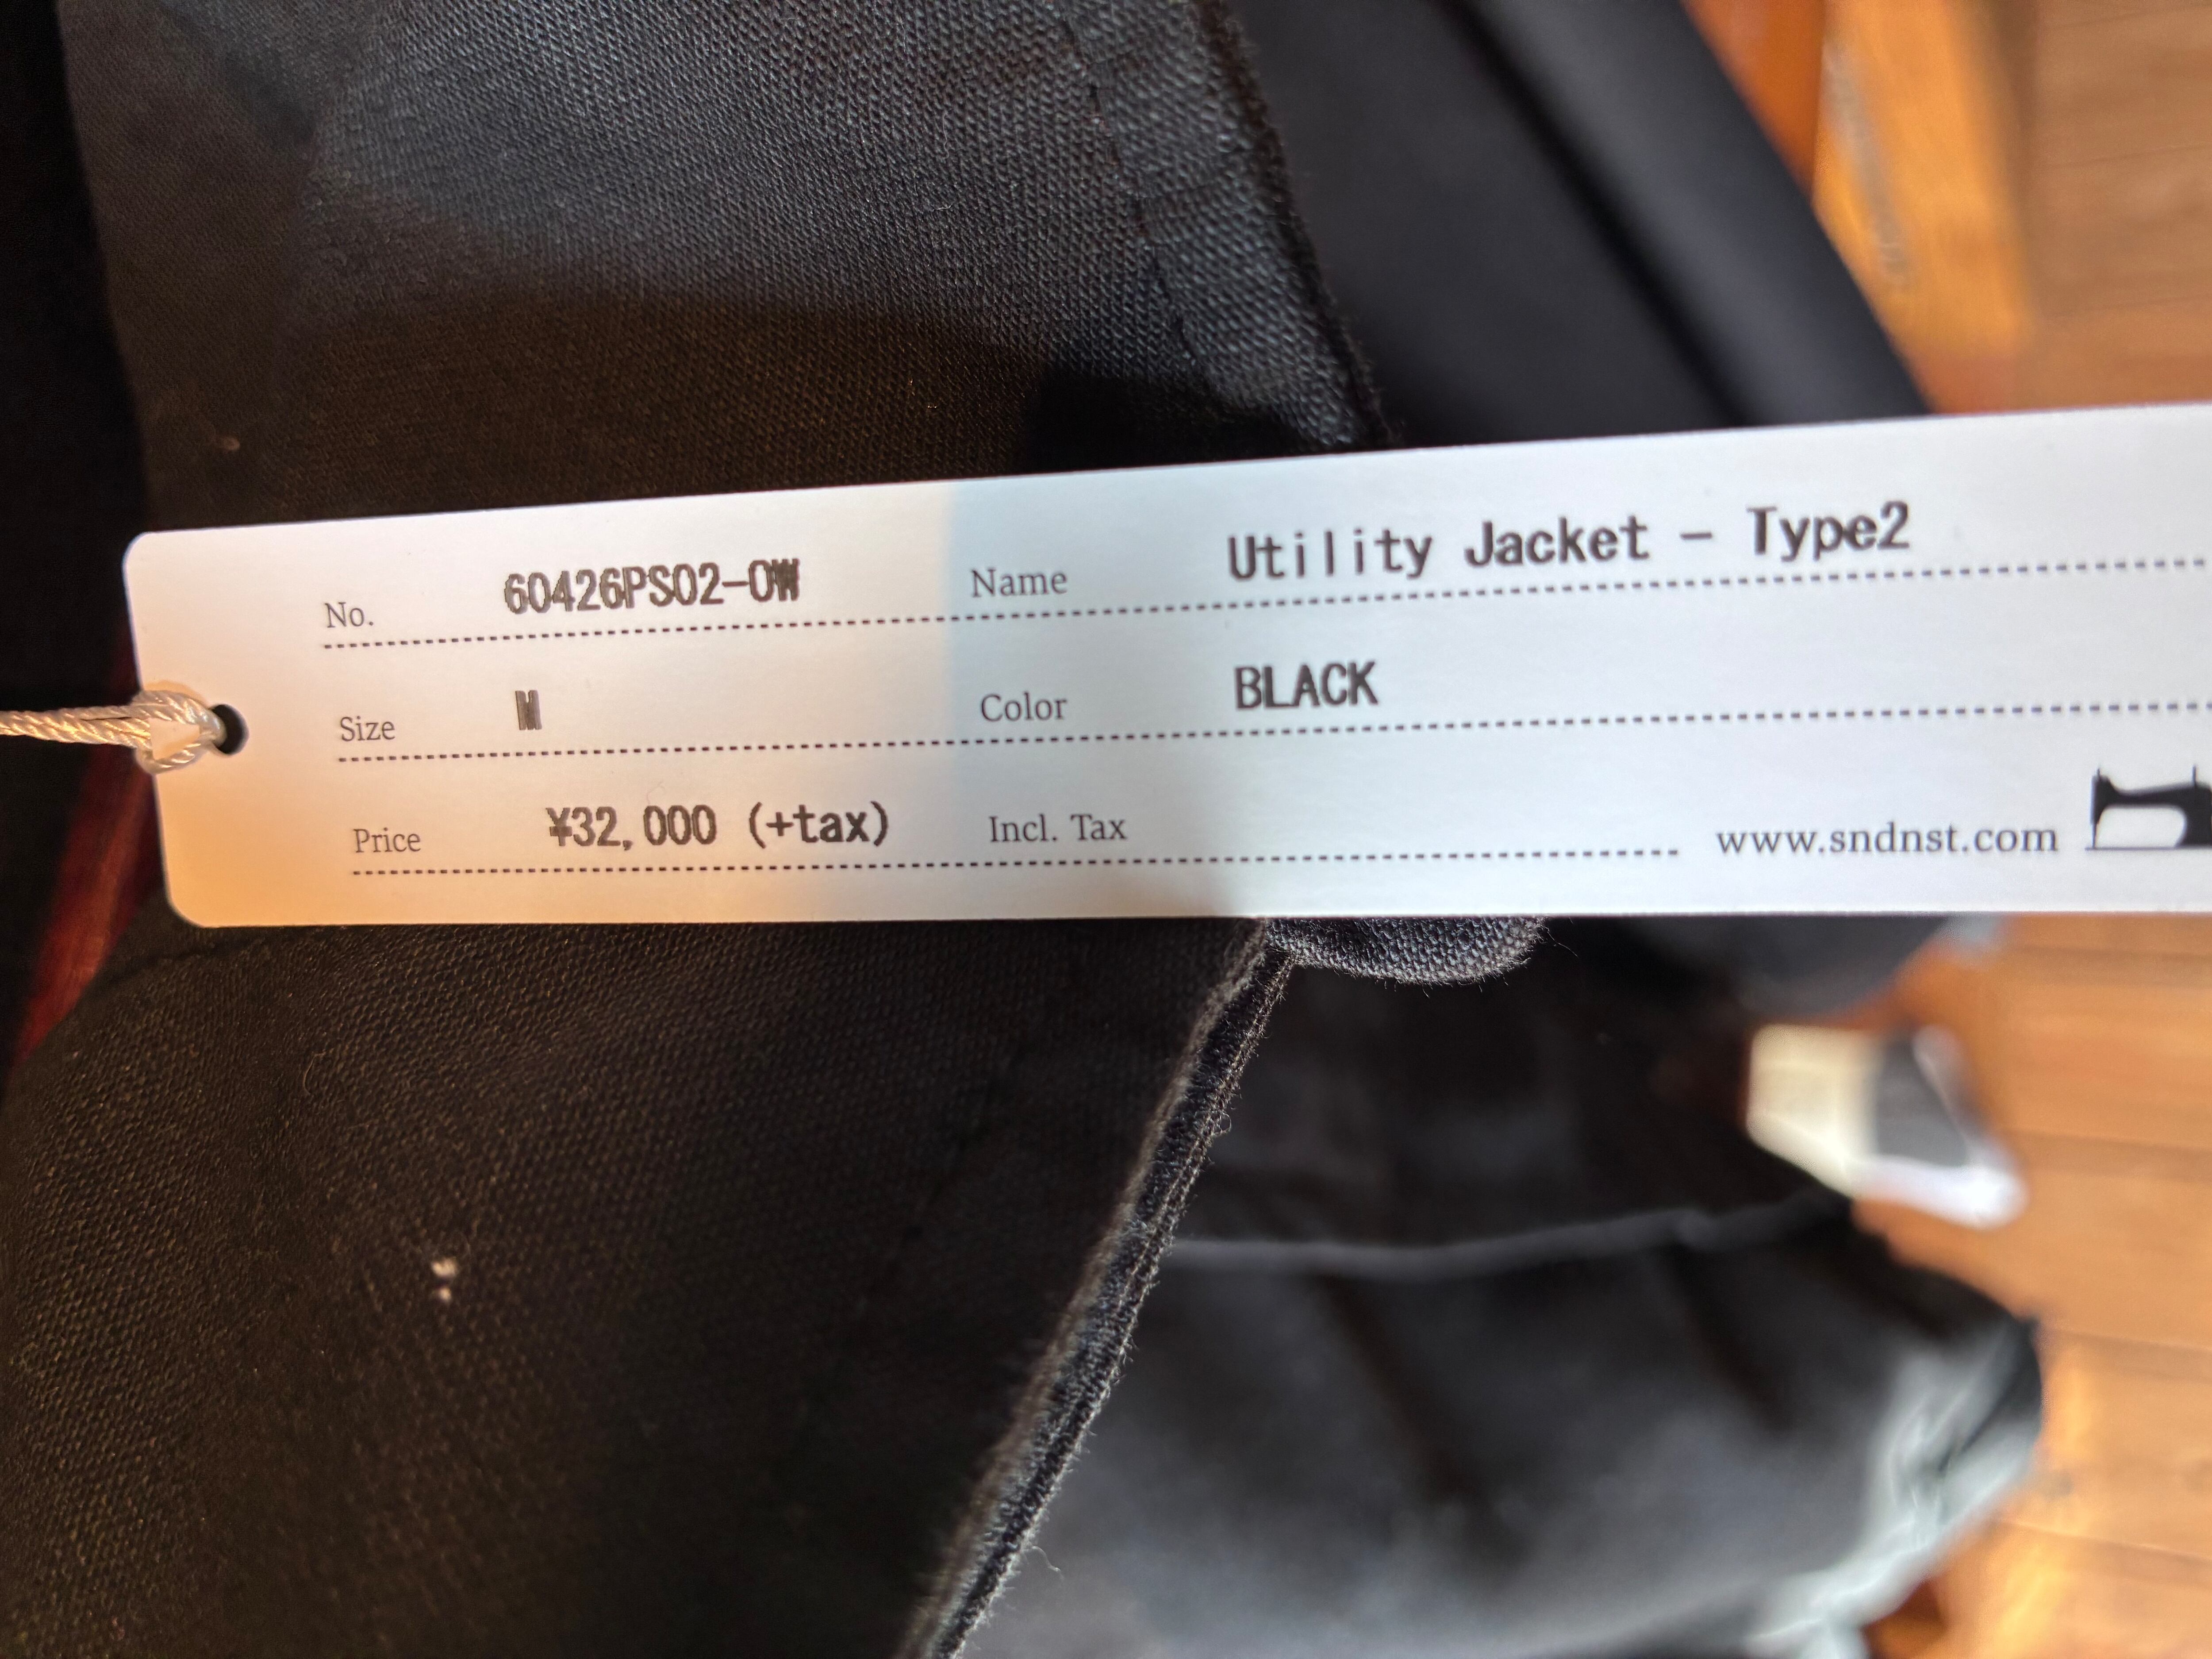 No. 60426PS02-OW Name Utility Jacket - Type2
Size M Color BLACK
Price ¥32,000 (+tax) Incl. Tax www.sndnst.com